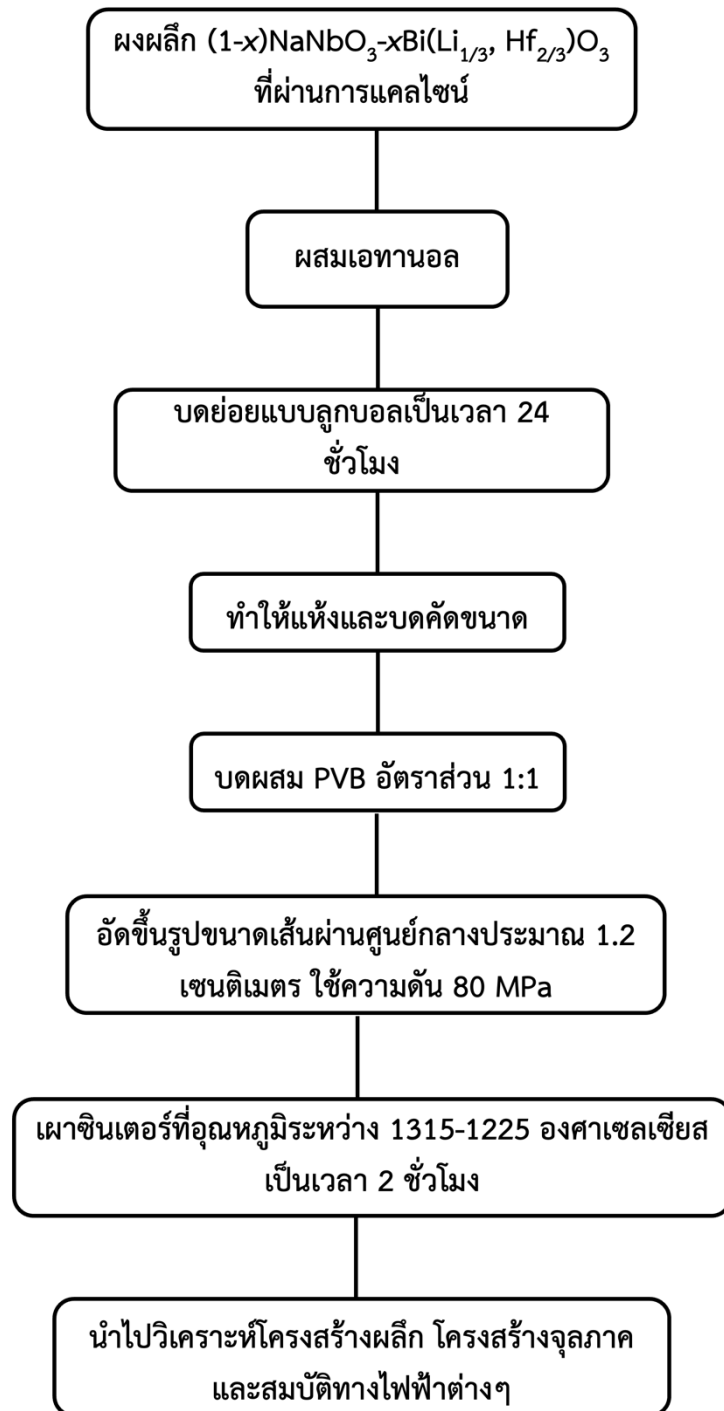 ผงผลึก (1-x)NaNbO₃-xBi(Li₁/₃, Hf₂/₃)O₃
ที่ผ่านการแคลไซน์
ผสมเอทานอล
บดย่อยแบบลูกบอลเป็นเวลา 24
ชั่วโมง
ทำให้แห้งและบดคัดขนาด
บดผสม PVB อัตราส่วน 1:1
อัดขึ้นรูปขนาดเส้นผ่านศูนย์กลางประมาณ 1.2
เซนติเมตร ใช้ความดัน 80 MPa
เผาซินเตอร์ที่อุณหภูมิระหว่าง 1315-1225 องศาเซลเซียส
เป็นเวลา 2 ชั่วโมง
นำไปวิเคราะห์โครงสร้างผลึก โครงสร้างจุลภาค
และสมบัติทางไฟฟ้าต่างๆ